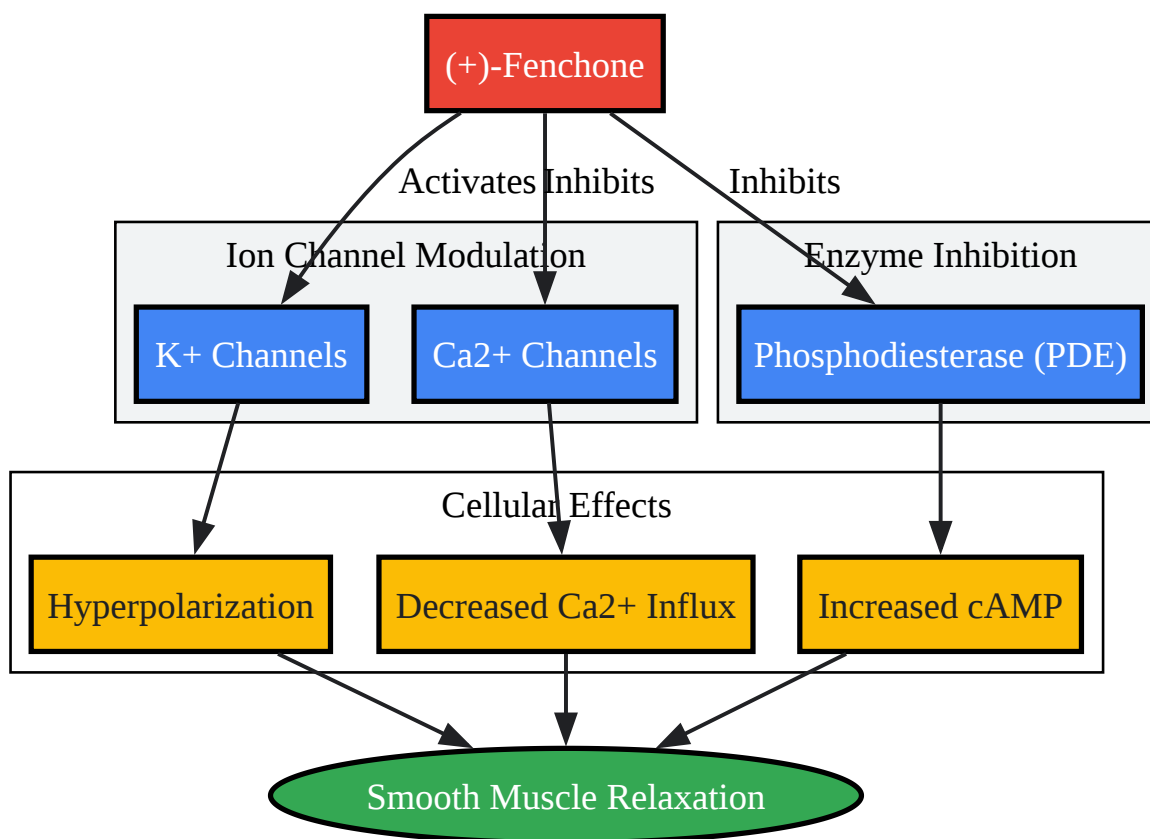 (+)-Fenchone
Activates
Inhibits
Inhibits
Ion Channel Modulation
Enzyme Inhibition
K+ Channels
Ca2+ Channels
Phosphodiesterase (PDE)
Cellular Effects
Hyperpolarization
Decreased Ca2+ Influx
Increased cAMP
Smooth Muscle Relaxation